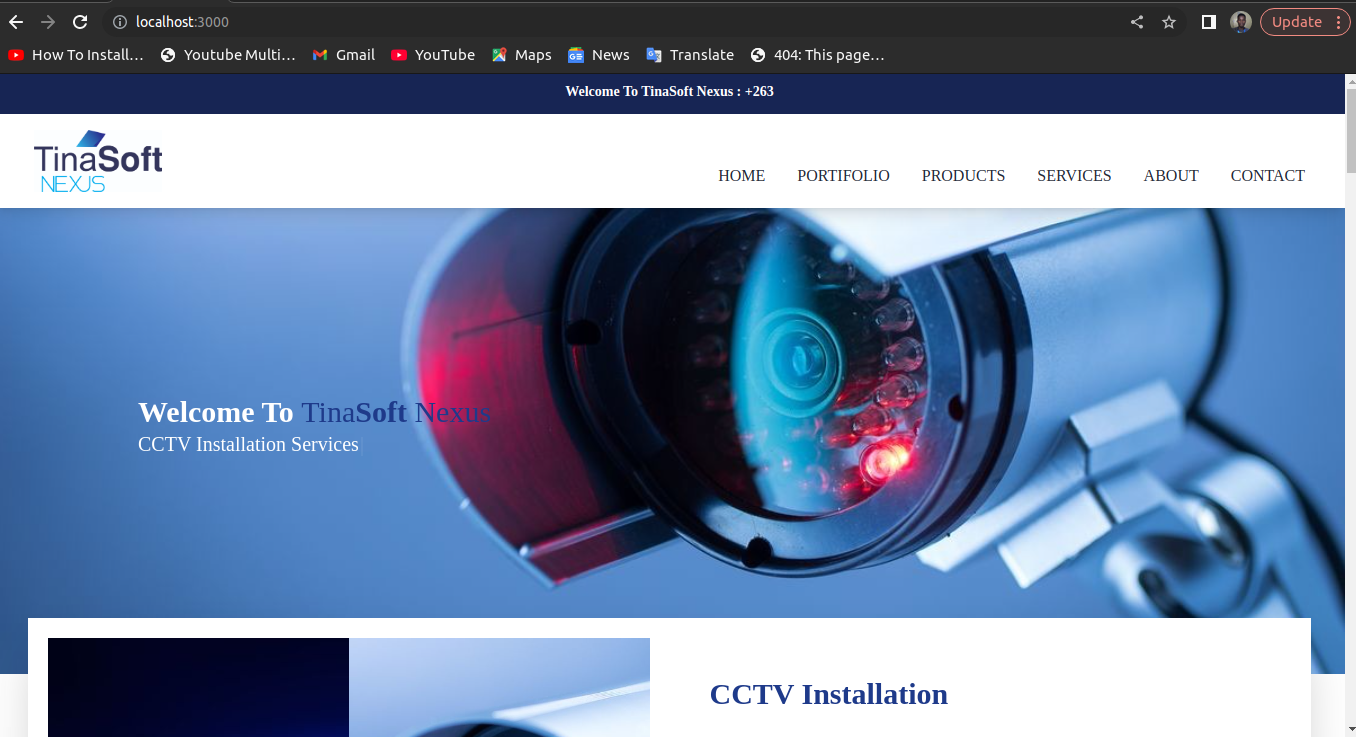 localhost:3000
Update
How To Install…
Youtube Multi…
Gmail
YouTube
Maps
News
Translate
404: This page…
Welcome To TinaSoft Nexus : +263
TinaSoft
NEXUS
HOME
PORTIFOLIO
PRODUCTS
SERVICES
ABOUT
CONTACT
Welcome To TinaSoft Nexus
CCTV Installation Services
CCTV Installation